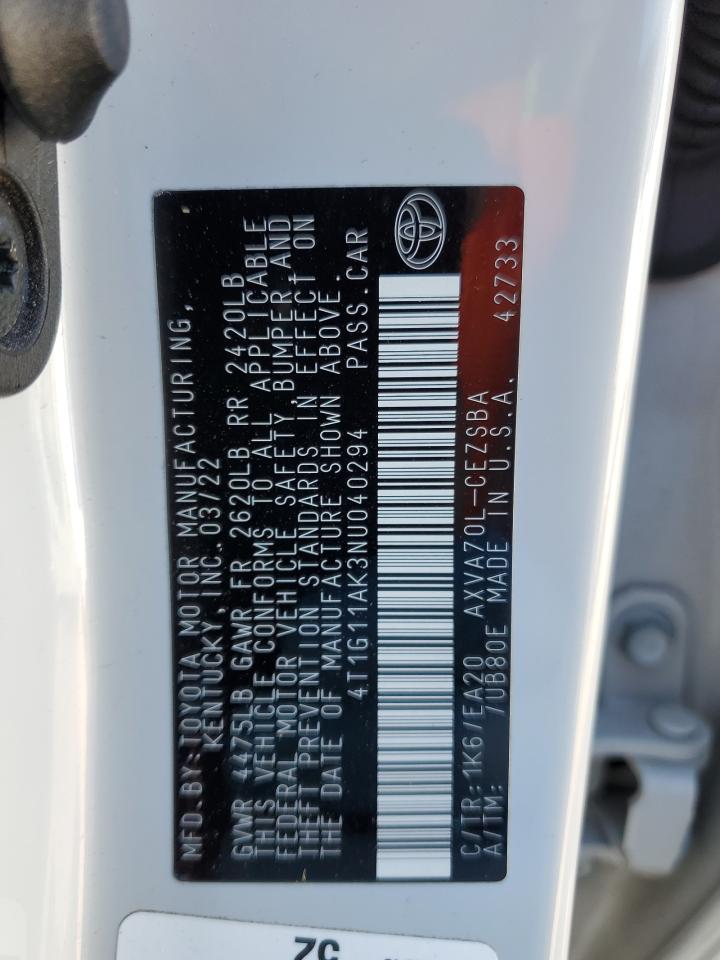 MFD.BY:TOYOTA MOTOR MANUFACTURING,
KENTUCKY, INC. 03/22
GVWR 4475LB GAWR FR 2620LB RR 2420LB
THIS VEHICLE CONFORMS TO ALL APPLICABLE
FEDERAL MOTOR VEHICLE SAFETY, BUMPER, AND
THEFT PREVENTION STANDARDS IN EFFECT ON
THE DATE OF MANUFACTURE SHOWN ABOVE
4T1G11AK3NU040294 PASS.CAR
C/TR:1K6/EA20 AXVA70L-CEZSBA
A/TM: /UB80E MADE IN U.S.A. 42733
ZC